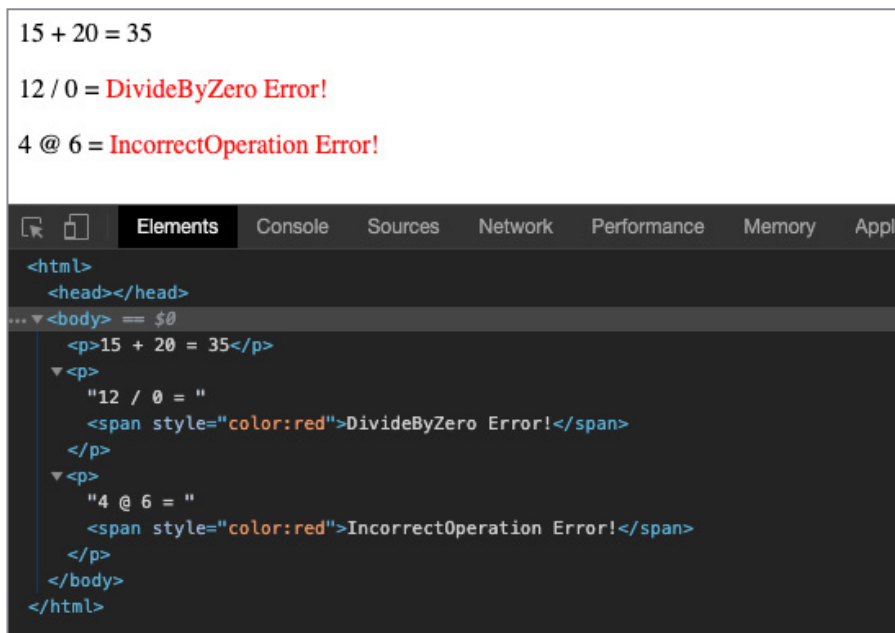 15 + 20 = 35
12 / 0 = DivideByZero Error!
4 @ 6 = IncorrectOperation Error!
Elements Console Sources Network Performance Memory Appl
<html>
<head></head>
... ▼<body> == $0
<p>15 + 20 = 35</p>
▼<p>
"12 / 0 = "
<span style="color:red">DivideByZero Error!</span>
</p>
▼<p>
"4 @ 6 = "
<span style="color:red">IncorrectOperation Error!</span>
</p>
</body>
</html>